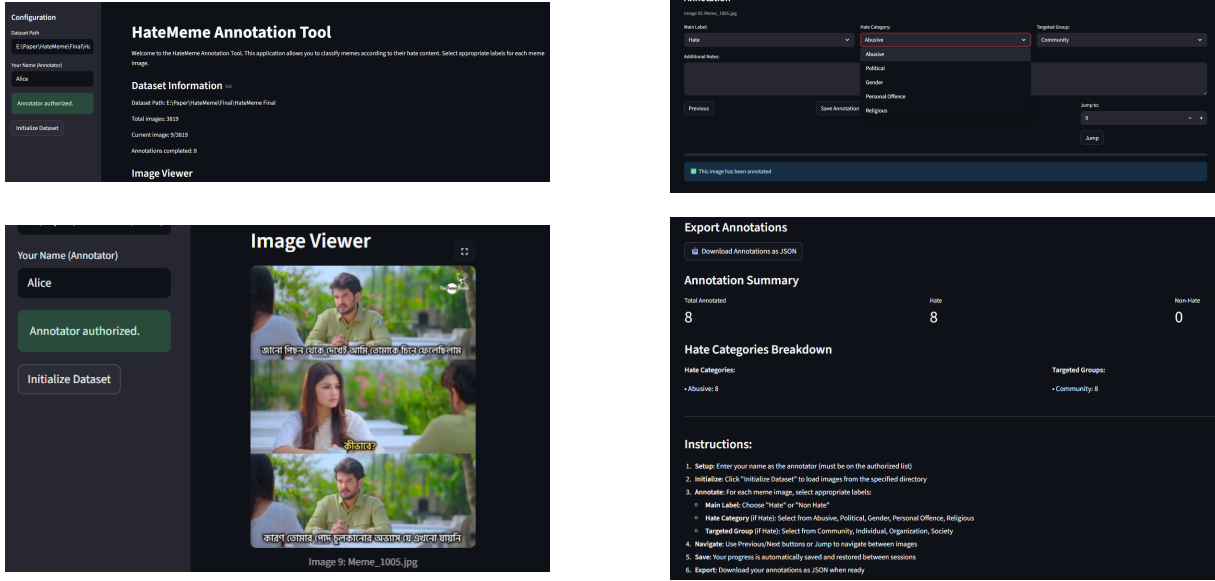 Configuration
Dataset Path
E:\Paper\HateMeme\Final\Ha
Your Name (Annotator)
Alice
Annotator authorized.
Initialize Dataset
HateMeme Annotation Tool
Welcome to the HateMeme Annotation Tool. This application allows you to classify memes according to their hate content. Select appropriate labels for each meme
image.
Dataset Information
Dataset Path: E:\Paper\HateMeme\Final\HateMeme Final
Total images: 3819
Current image: 9/3819
Annotations completed: 8
Image Viewer
Image ID: Meme_1005.jpg
Main Label:
Hate Category:
Targeted Group:
Hate
Abusive
Community
Abusive
Political
Gender
Personal Offence
Religious
Additional Notes:
Previous
Save Annotation
Jump to:
9
Jump
This image has been annotated
Your Name (Annotator)
Alice
Annotator authorized.
Initialize Dataset
Image Viewer
জানো পিছন থেকে দেখেই আমি তোমাকে চিনে ফেলেছিলাম
কীভাবে?
কারণ তোমার পোদ চুলকানোর অভ্যাস যে এখনো যায়নি
Image 9: Meme_1005.jpg
Export Annotations
Download Annotations as JSON
Annotation Summary
Total Annotated
Hate
Non-Hate
8
8
0
Hate Categories Breakdown
Hate Categories:
Targeted Groups:
• Abusive: 8
• Community: 8
Instructions:
1. Setup: Enter your name as the annotator (must be on the authorized list)
2. Initialize: Click "Initialize Dataset" to load images from the specified directory
3. Annotate: For each meme image, select appropriate labels:
○ Main Label: Choose "Hate" or "Non Hate"
○ Hate Category (if Hate): Select from Abusive, Political, Gender, Personal Offence, Religious
○ Targeted Group (if Hate): Select from Community, Individual, Organization, Society
4. Navigate: Use Previous/Next buttons or Jump to navigate between images
5. Save: Your progress is automatically saved and restored between sessions
6. Export: Download your annotations as JSON when ready